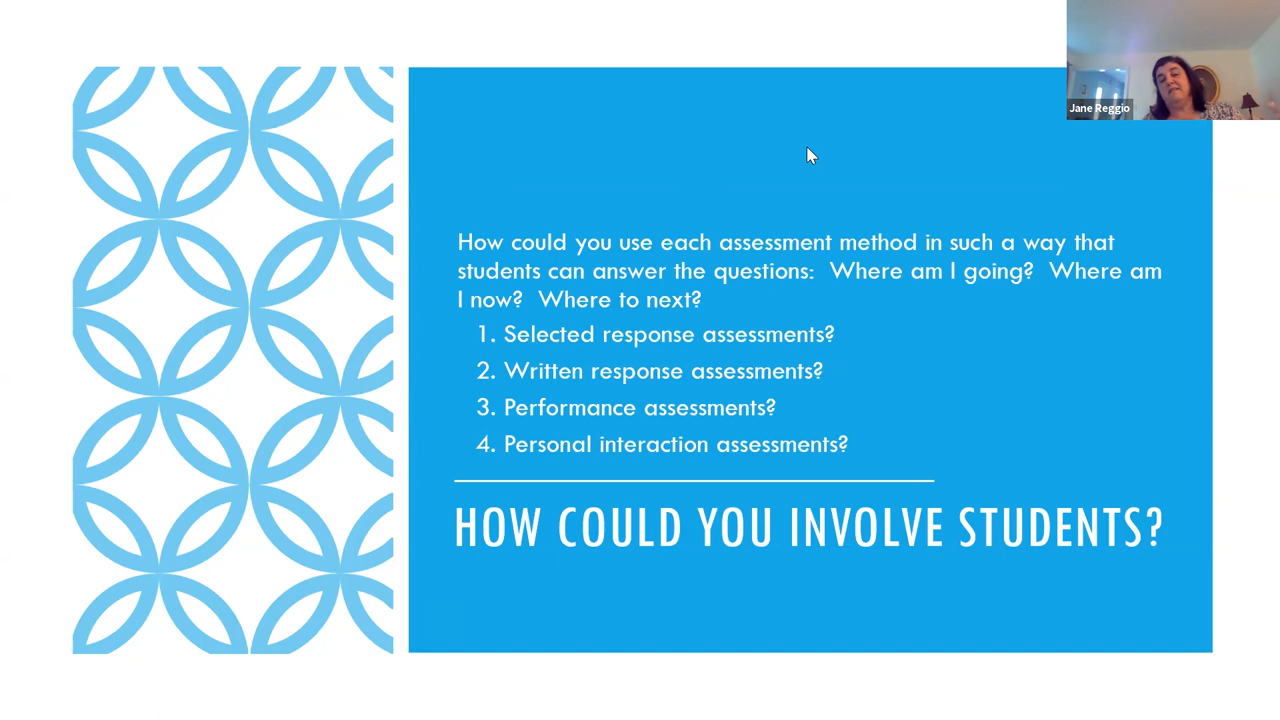 Jane Reggio
How could you use each assessment method in such a way that
students can answer the questions:  Where am I going?  Where am
I now?  Where to next?
1. Selected response assessments?
2. Written response assessments?
3. Performance assessments?
4. Personal interaction assessments?
HOW COULD YOU INVOLVE STUDENTS?